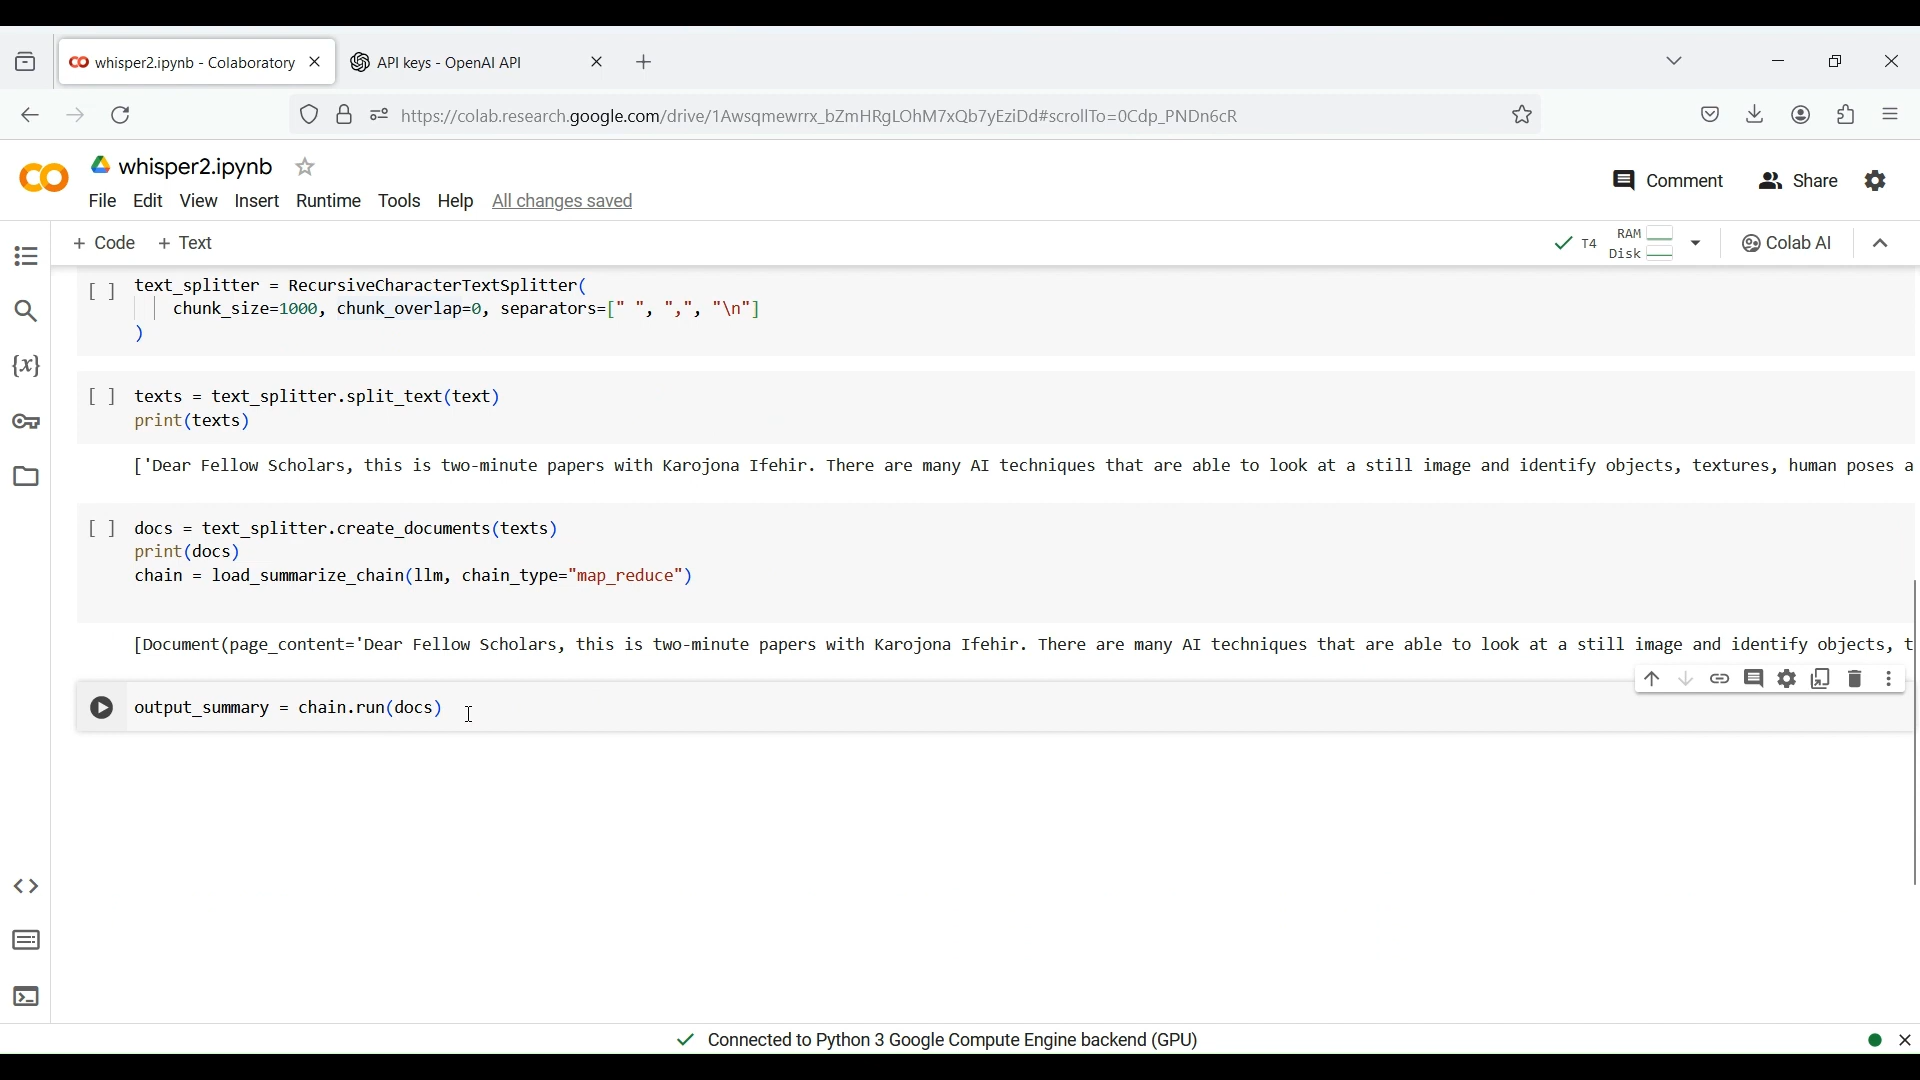 whisper2.ipynb - Colaboratory
API keys - OpenAI API
https://colab.research.google.com/drive/1Awsqmewrrx_bZmHRgLOhM7xQb7yEziDd#scrollTo=0Cdp_PNDn6cR
whisper2.ipynb
File Edit View Insert Runtime Tools Help All changes saved
Comment Share
+ Code + Text
T4 RAM Disk Colab AI
[ ] text_splitter = RecursiveCharacterTextSplitter(
chunk_size=1000, chunk_overlap=0, separators=[" ", ",", "\n"]
)
[ ] texts = text_splitter.split_text(text)
print(texts)
['Dear Fellow Scholars, this is two-minute papers with Karojona Ifehir. There are many AI techniques that are able to look at a still image and identify objects, textures, human poses a
[ ] docs = text_splitter.create_documents(texts)
print(docs)
chain = load_summarize_chain(llm, chain_type="map_reduce")
[Document(page_content='Dear Fellow Scholars, this is two-minute papers with Karojona Ifehir. There are many AI techniques that are able to look at a still image and identify objects, t
output_summary = chain.run(docs)
Connected to Python 3 Google Compute Engine backend (GPU)